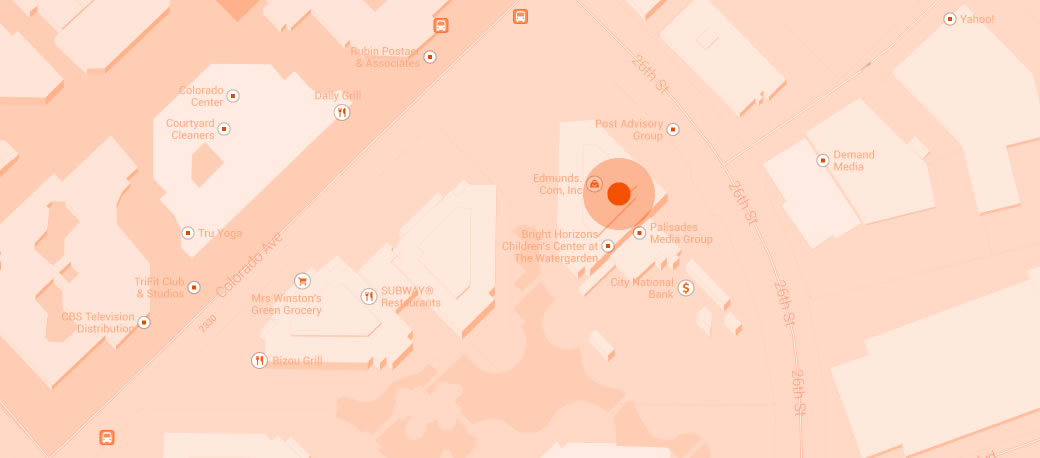 Yahoo!
Rubin Postaer
& Associates
26th St
Colorado
Center
Daily Grill
Courtyard
Cleaners
Post Advisory
Group
Demand
Media
Edmunds.
Com, Inc
26th St
Tru Yoga
Palisades
Media Group
Bright Horizons
Children's Center at
The Watergarden
Colorado Ave
TriFit Club
& Studios
City National
Bank
$
Mrs Winston's
Green Grocery
SUBWAY®
Restaurants
26th St
CBS Television
Distribution
2330
Bizou Grill
26th St